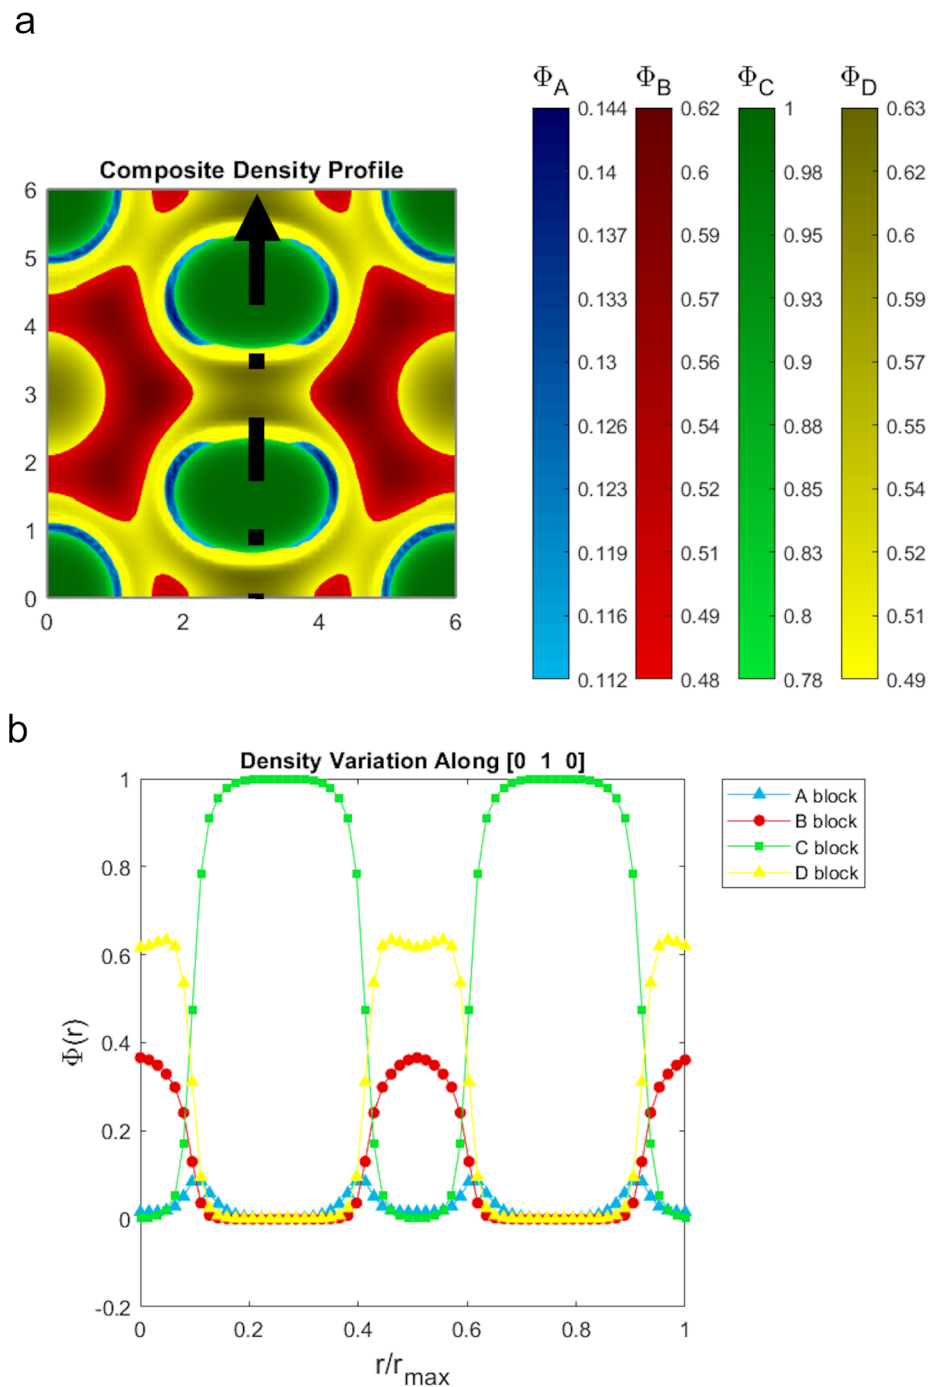 a
Φ_A Φ_B Φ_C Φ_D
Composite Density Profile
6
5
4
3
2
1
0
0 2 4 6
0.144 0.62 1 0.63
0.14 0.6 0.98 0.62
0.137 0.59 0.95 0.6
0.133 0.57 0.93 0.59
0.13 0.56 0.9 0.57
0.126 0.54 0.88 0.55
0.123 0.52 0.85 0.54
0.119 0.51 0.83 0.52
0.116 0.49 0.8 0.51
0.112 0.48 0.78 0.49
b
Density Variation Along [0 1 0]
1
0.8
0.6
0.4
0.2
0
-0.2
Φ(r)
0 0.2 0.4 0.6 0.8 1
r/r_max
A block
B block
C block
D block